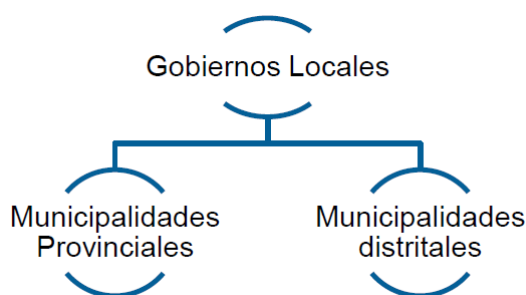 Gobiernos Locales
Municipalidades
Provinciales
Municipalidades
distritales